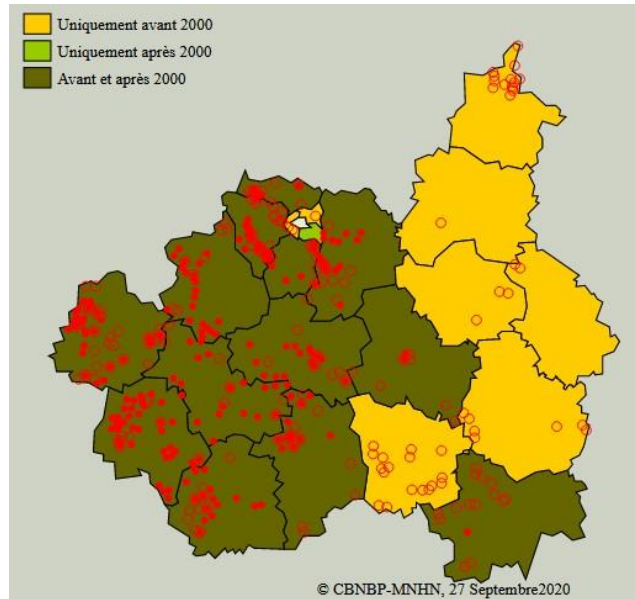 Uniquement avant 2000
Uniquement après 2000
Avant et après 2000
© CBNBP-MNHN, 27 Septembre2020